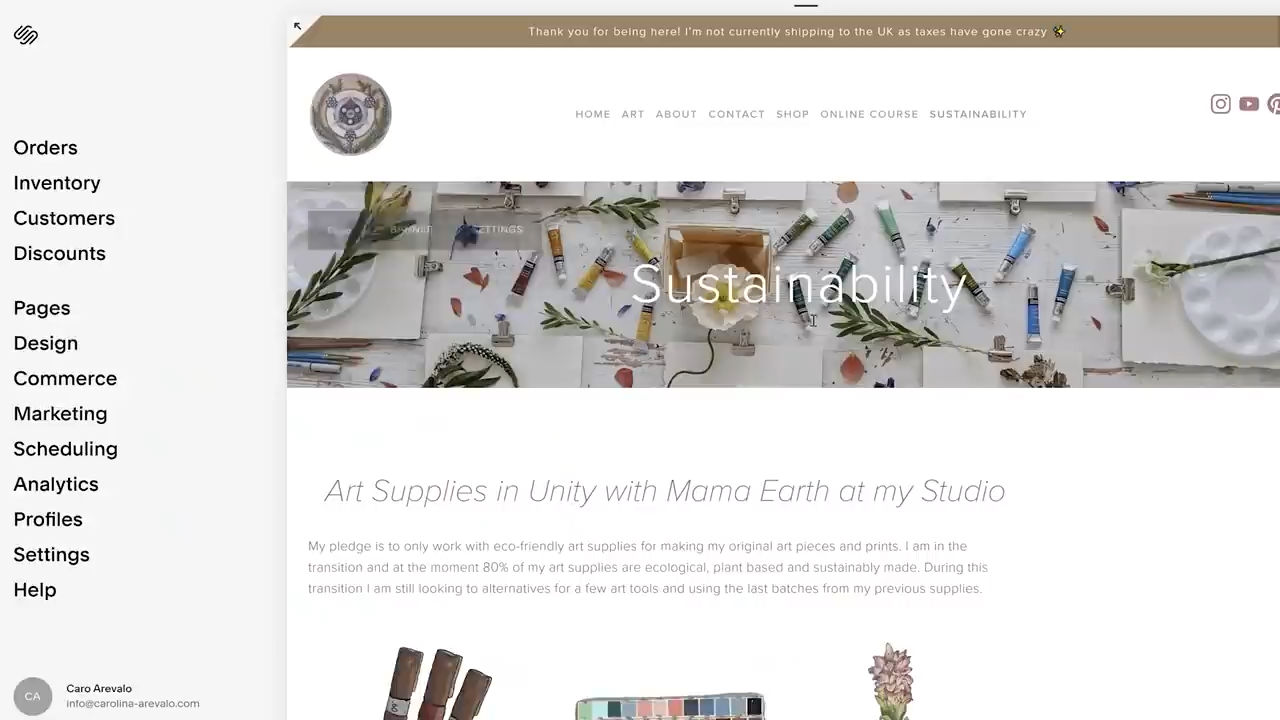 Thank you for being here! I'm not currently shipping to the UK as taxes have gone crazy ✨
HOME ART ABOUT CONTACT SHOP ONLINE COURSE SUSTAINABILITY
Orders
Inventory
Customers
Discounts
Pages
Design
Commerce
Marketing
Scheduling
Analytics
Profiles
Settings
Help
CA
Caro Arevalo
info@carolina-arevalo.com
BANNER SETTINGS
Sustainability
Art Supplies in Unity with Mama Earth at my Studio
My pledge is to only work with eco-friendly art supplies for making my original art pieces and prints. I am in the
transition and at the moment 80% of my art supplies are ecological, plant based and sustainably made. During this
transition I am still looking to alternatives for a few art tools and using the last batches from my previous supplies.